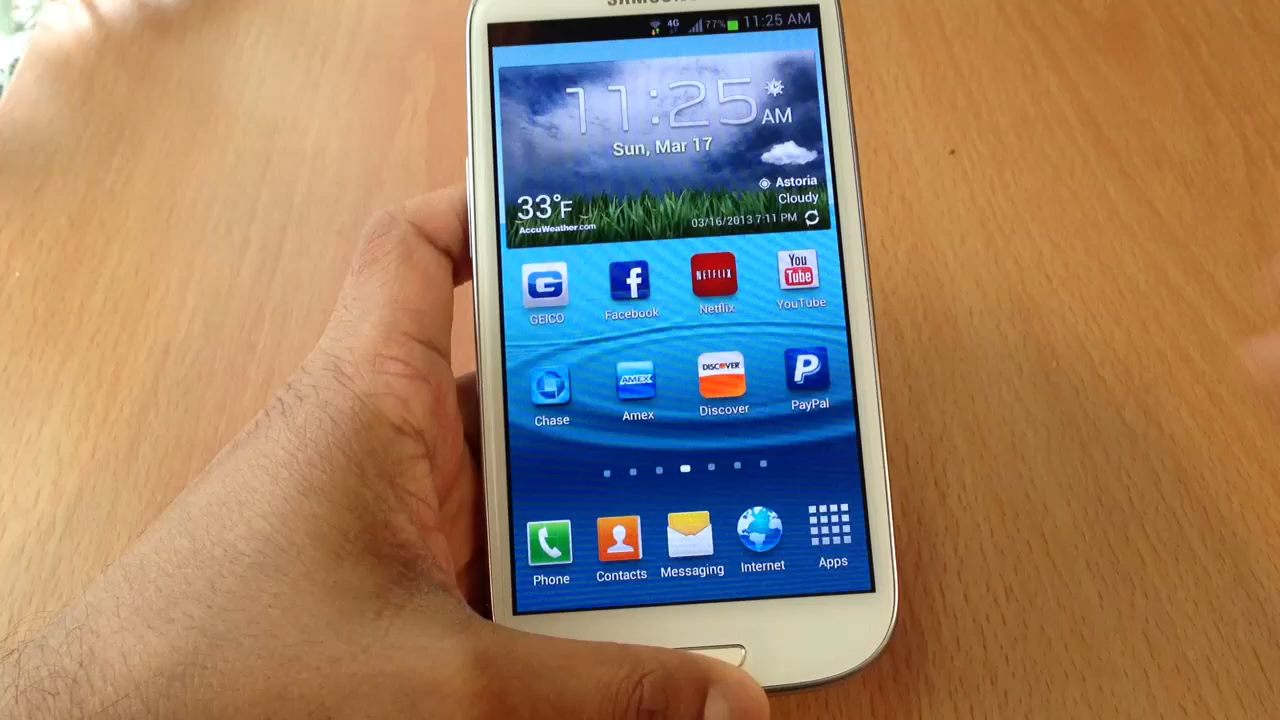 SAMSUNG
4G 77% 11:25 AM
11:25 AM
Sun, Mar 17
Astoria
Cloudy
33°F
AccuWeather.com
03/16/2013 7:11 PM
G
f
NETFLIX
You Tube
GEICO
Facebook
Netflix
YouTube
AMEX
DISCOVER
P
Chase
Amex
Discover
PayPal
Phone
Contacts
Messaging
Internet
Apps